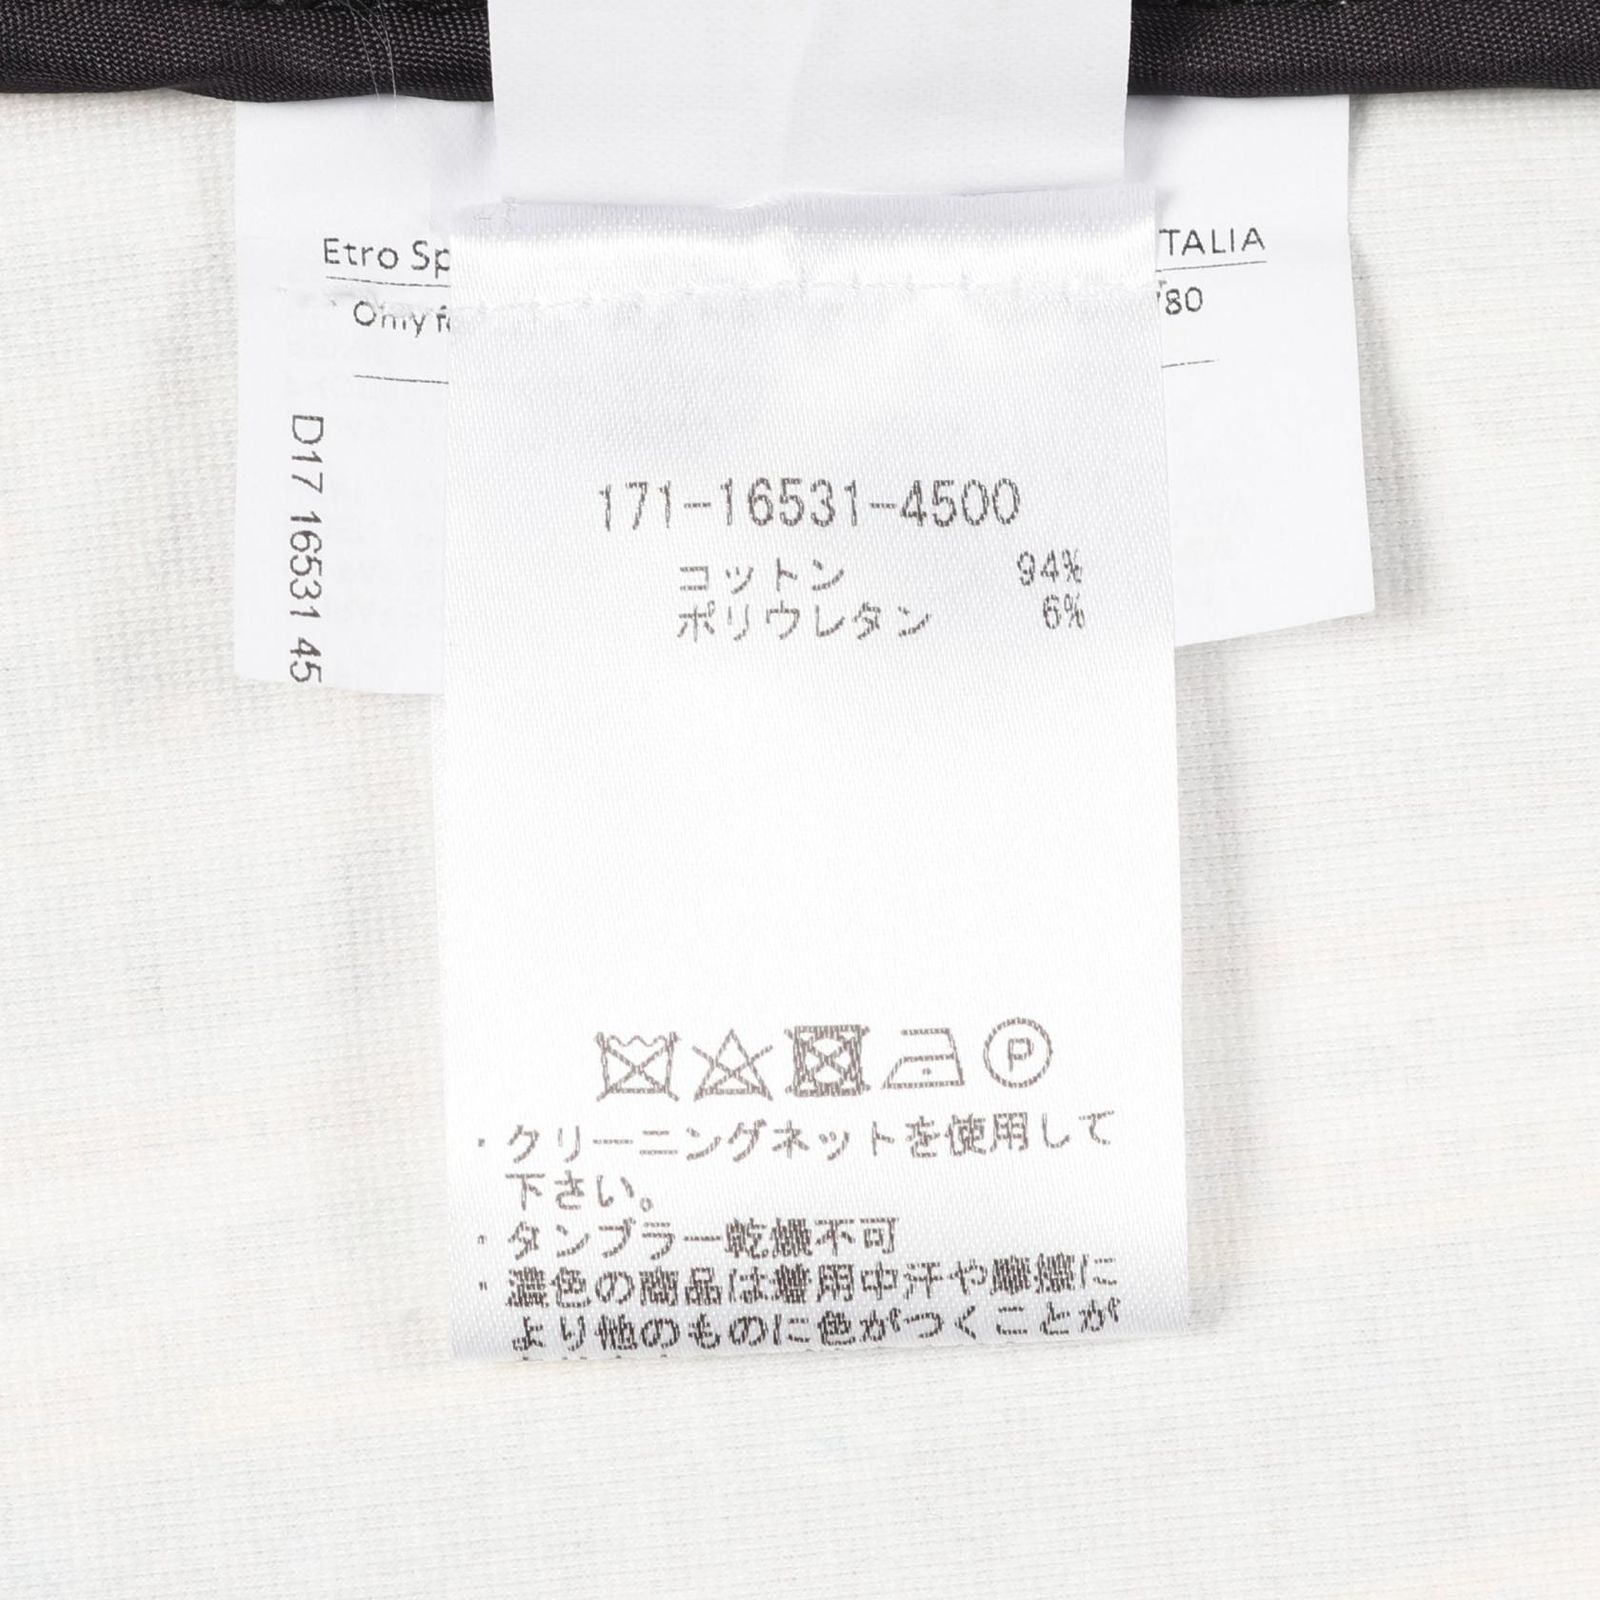 Etro Sp
TALIA
Only fo
780
D17 16531 45
171-16531-4500
コットン 94%
ポリウレタン 6%
P
・クリーニングネットを使用して
下さい。
・タンブラー乾燥不可
・濃色の商品は着用中汗や摩擦に
より他のものに色がつくことが